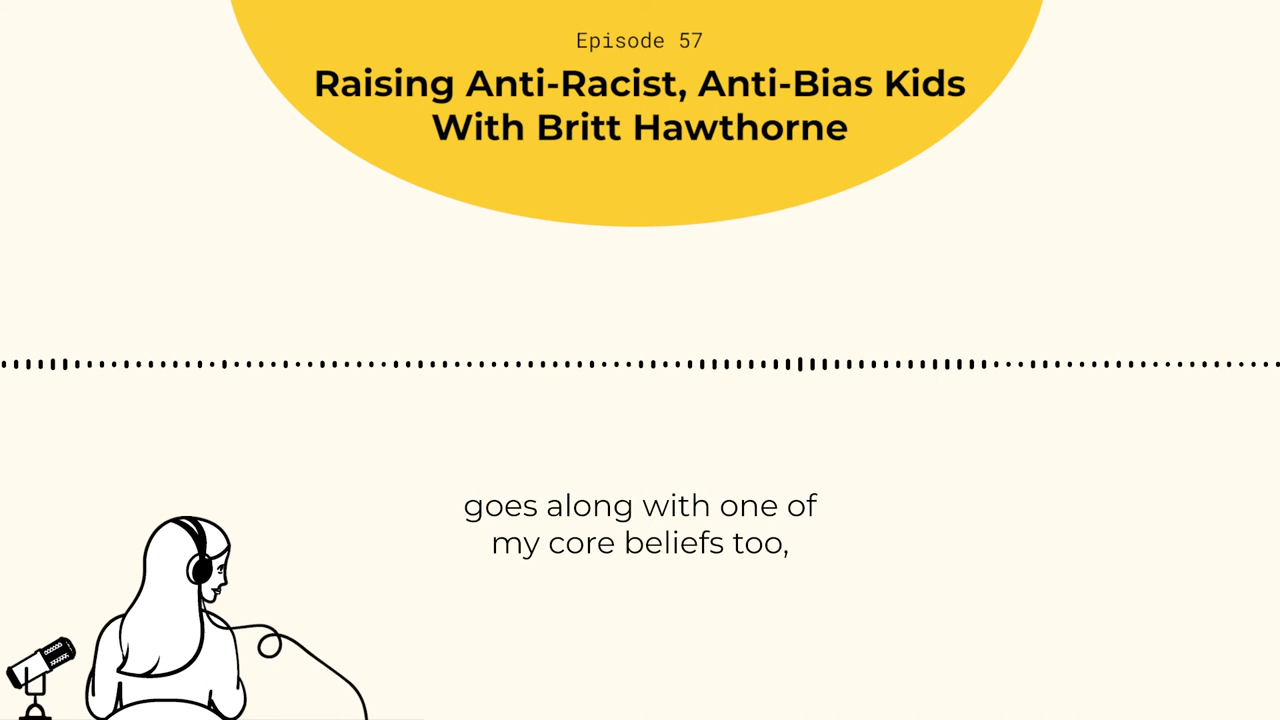 Episode 57
Raising Anti-Racist, Anti-Bias Kids
With Britt Hawthorne
goes along with one of
my core beliefs too,